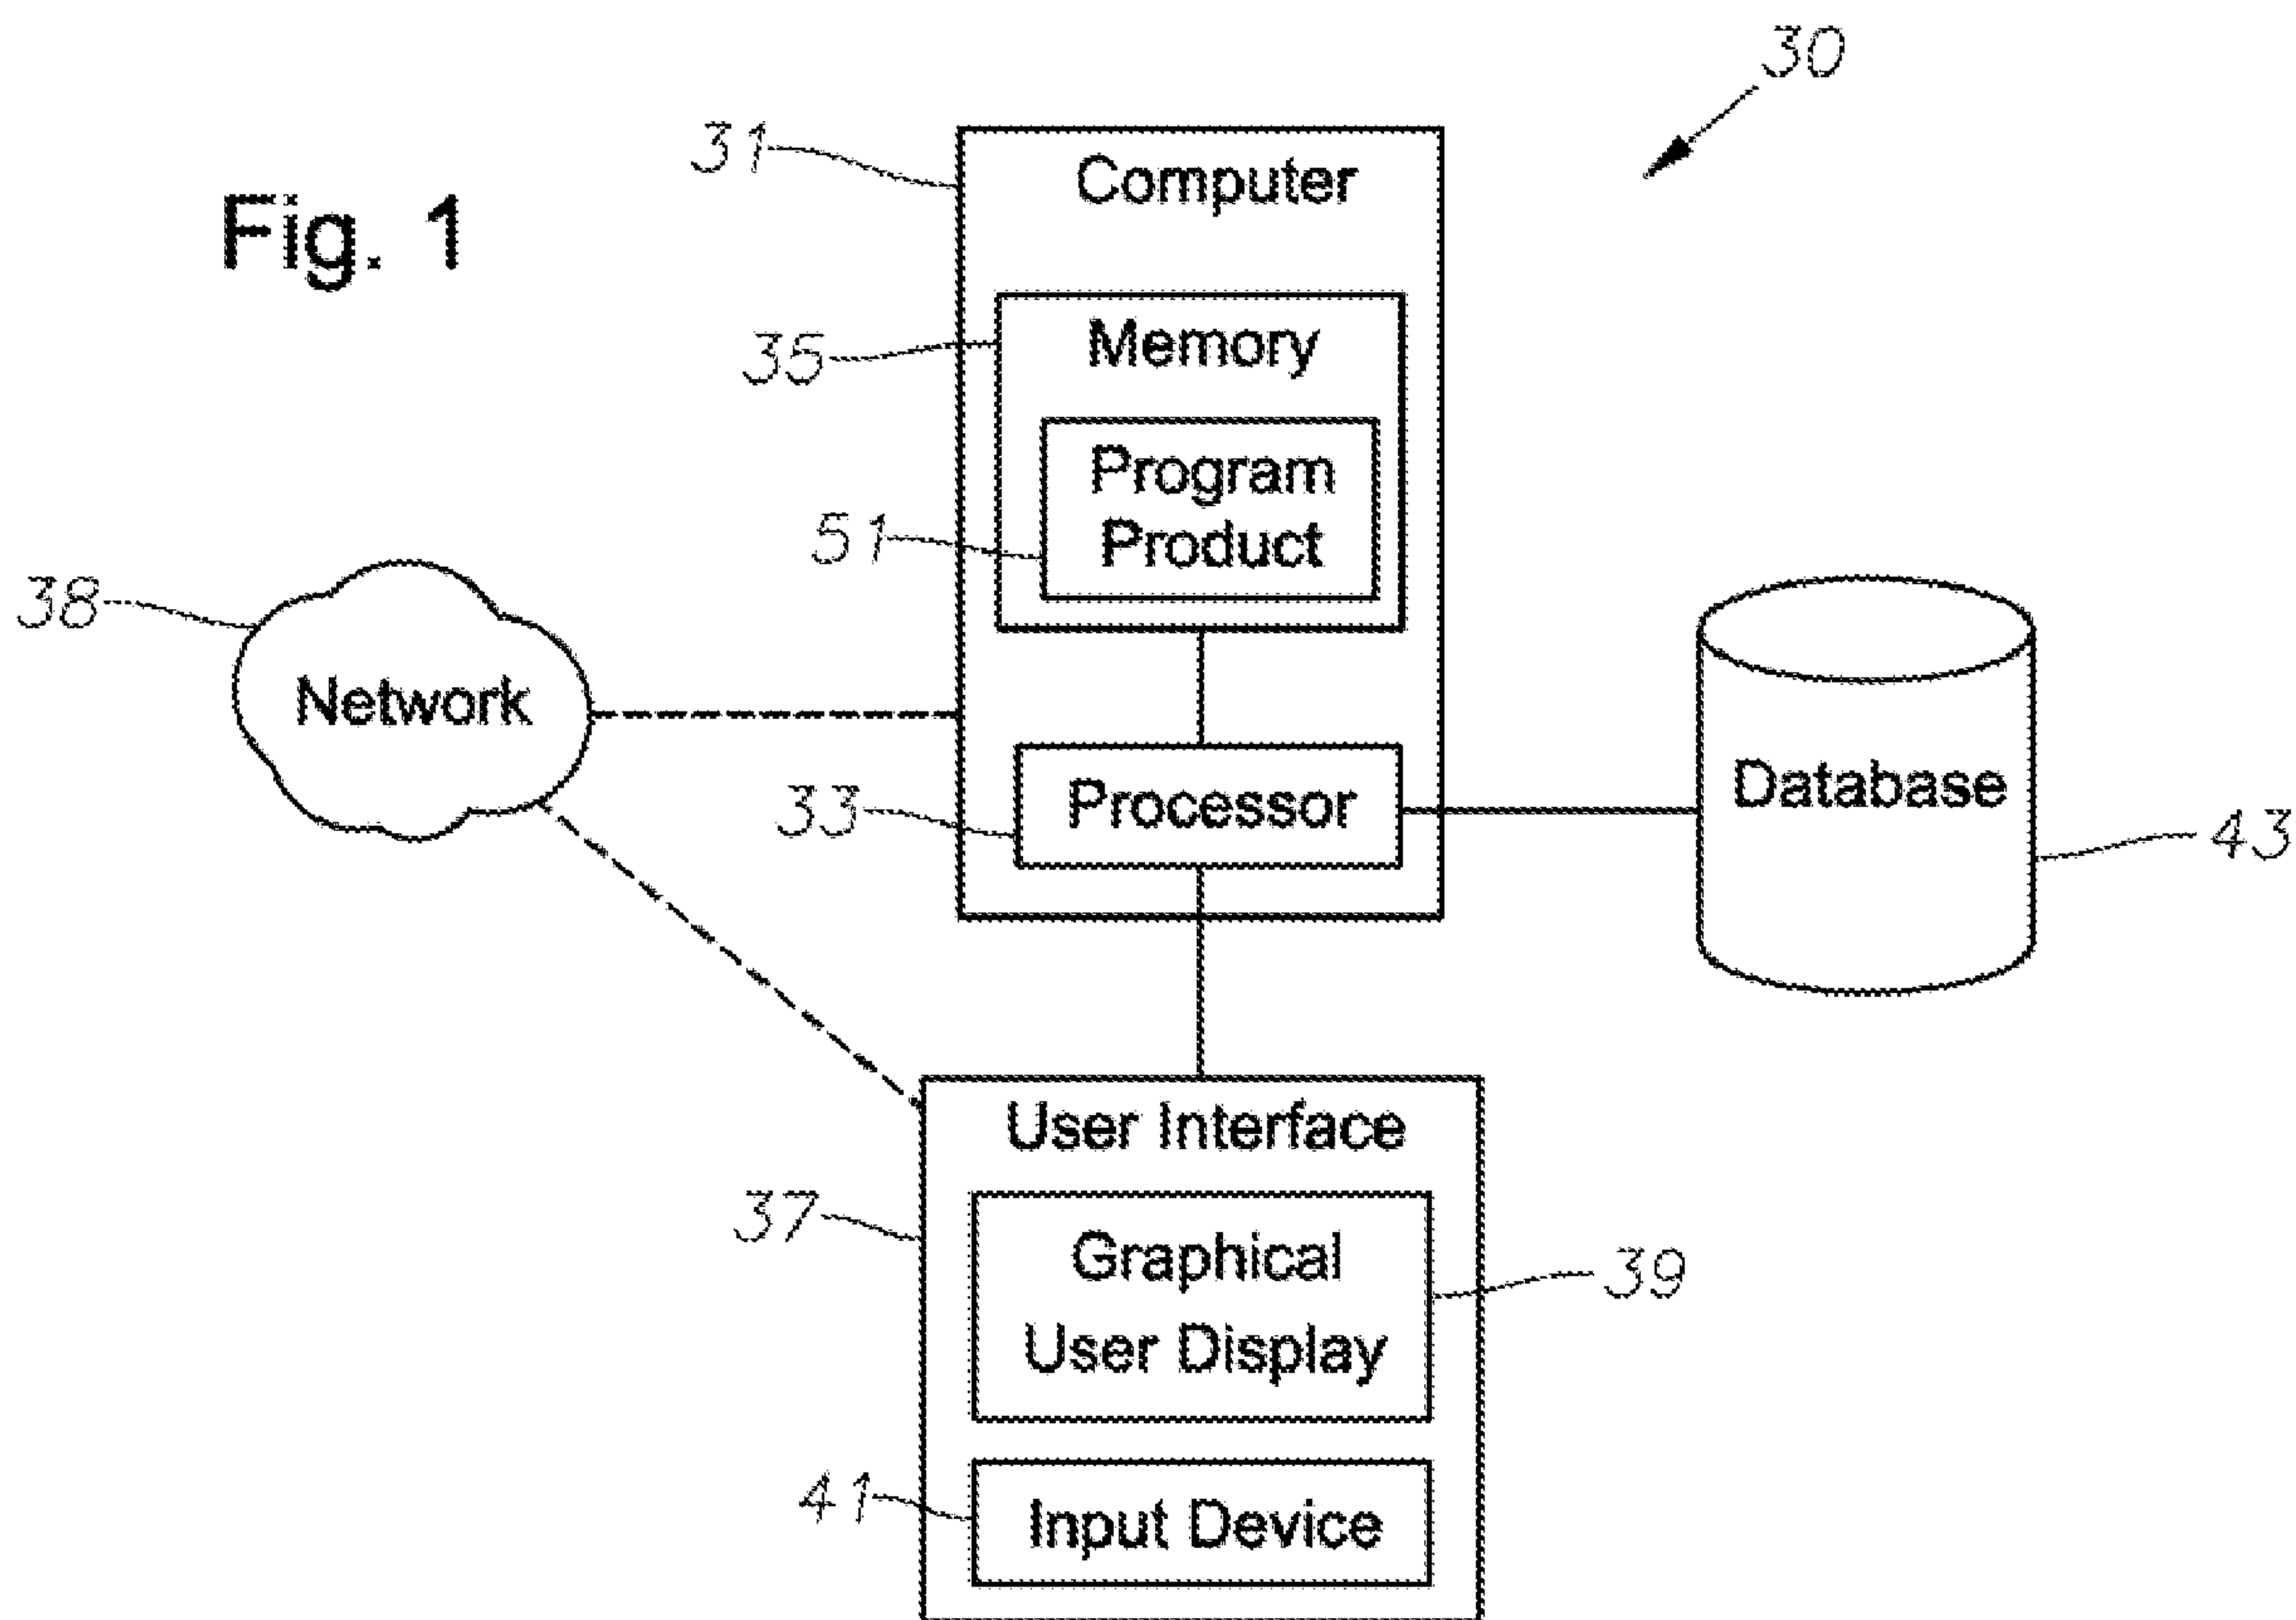 30
Fig. 1
31
Computer
35
Memory
51
Program
Product
38
Network
33
Processor
Database
43
User Interface
37
Graphical
User Display
39
41
Input Device